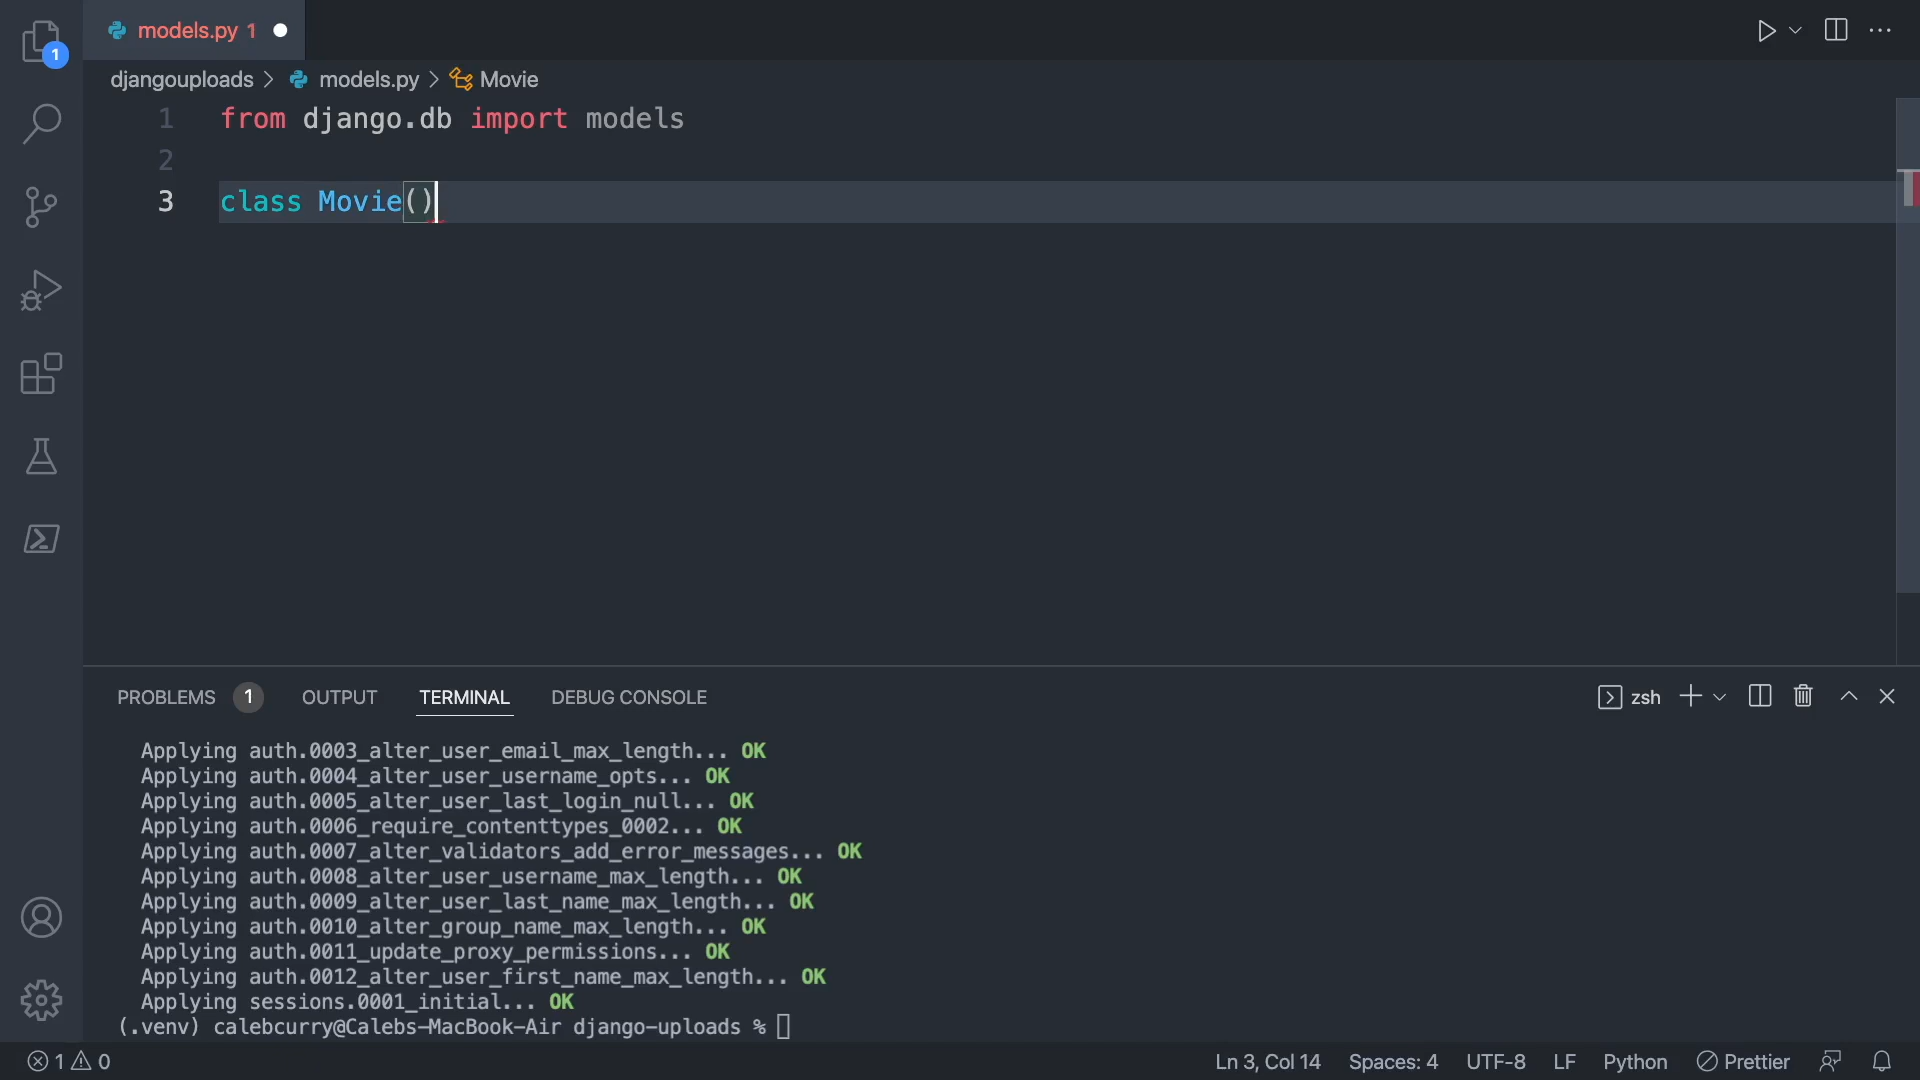 1
models.py 1
djangouploads > models.py > Movie
1 from django.db import models
2
3 class Movie()
PROBLEMS 1 OUTPUT TERMINAL DEBUG CONSOLE zsh
Applying auth.0003_alter_user_email_max_length... OK
Applying auth.0004_alter_user_username_opts... OK
Applying auth.0005_alter_user_last_login_null... OK
Applying auth.0006_require_contenttypes_0002... OK
Applying auth.0007_alter_validators_add_error_messages... OK
Applying auth.0008_alter_user_username_max_length... OK
Applying auth.0009_alter_user_last_name_max_length... OK
Applying auth.0010_alter_group_name_max_length... OK
Applying auth.0011_update_proxy_permissions... OK
Applying auth.0012_alter_user_first_name_max_length... OK
Applying sessions.0001_initial... OK
(.venv) calebcurry@Calebs-MacBook-Air django-uploads %
1 0 Ln 3, Col 14 Spaces: 4 UTF-8 LF Python Prettier